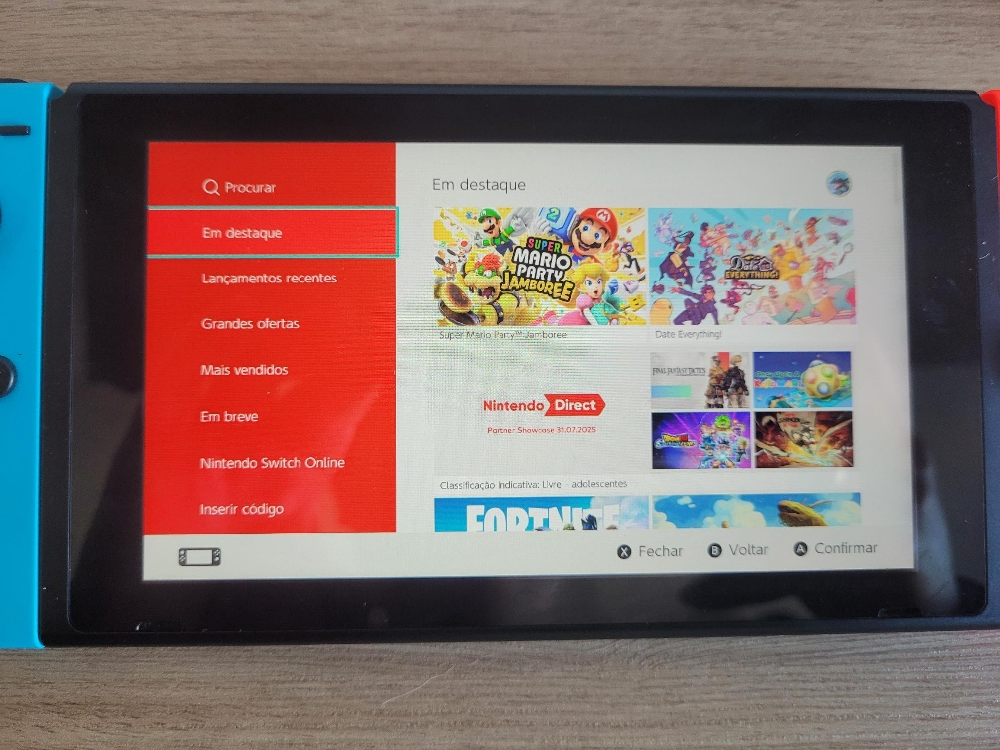 Procurar
Em destaque
Lançamentos recentes
Grandes ofertas
Mais vendidos
Em breve
Nintendo Switch Online
Inserir código
Em destaque
SUPER
MARIO
PARTY
JAMBOREE
Super Mario Party™ Jamboree
Date
EVERYTHING!
Date Everything!
Nintendo Direct
Partner Showcase 31.07.2025
FINAL FANTASY TACTICS
Classificação Indicativa: Livre – adolescentes
FORTNITE
X Fechar
B Voltar
A Confirmar